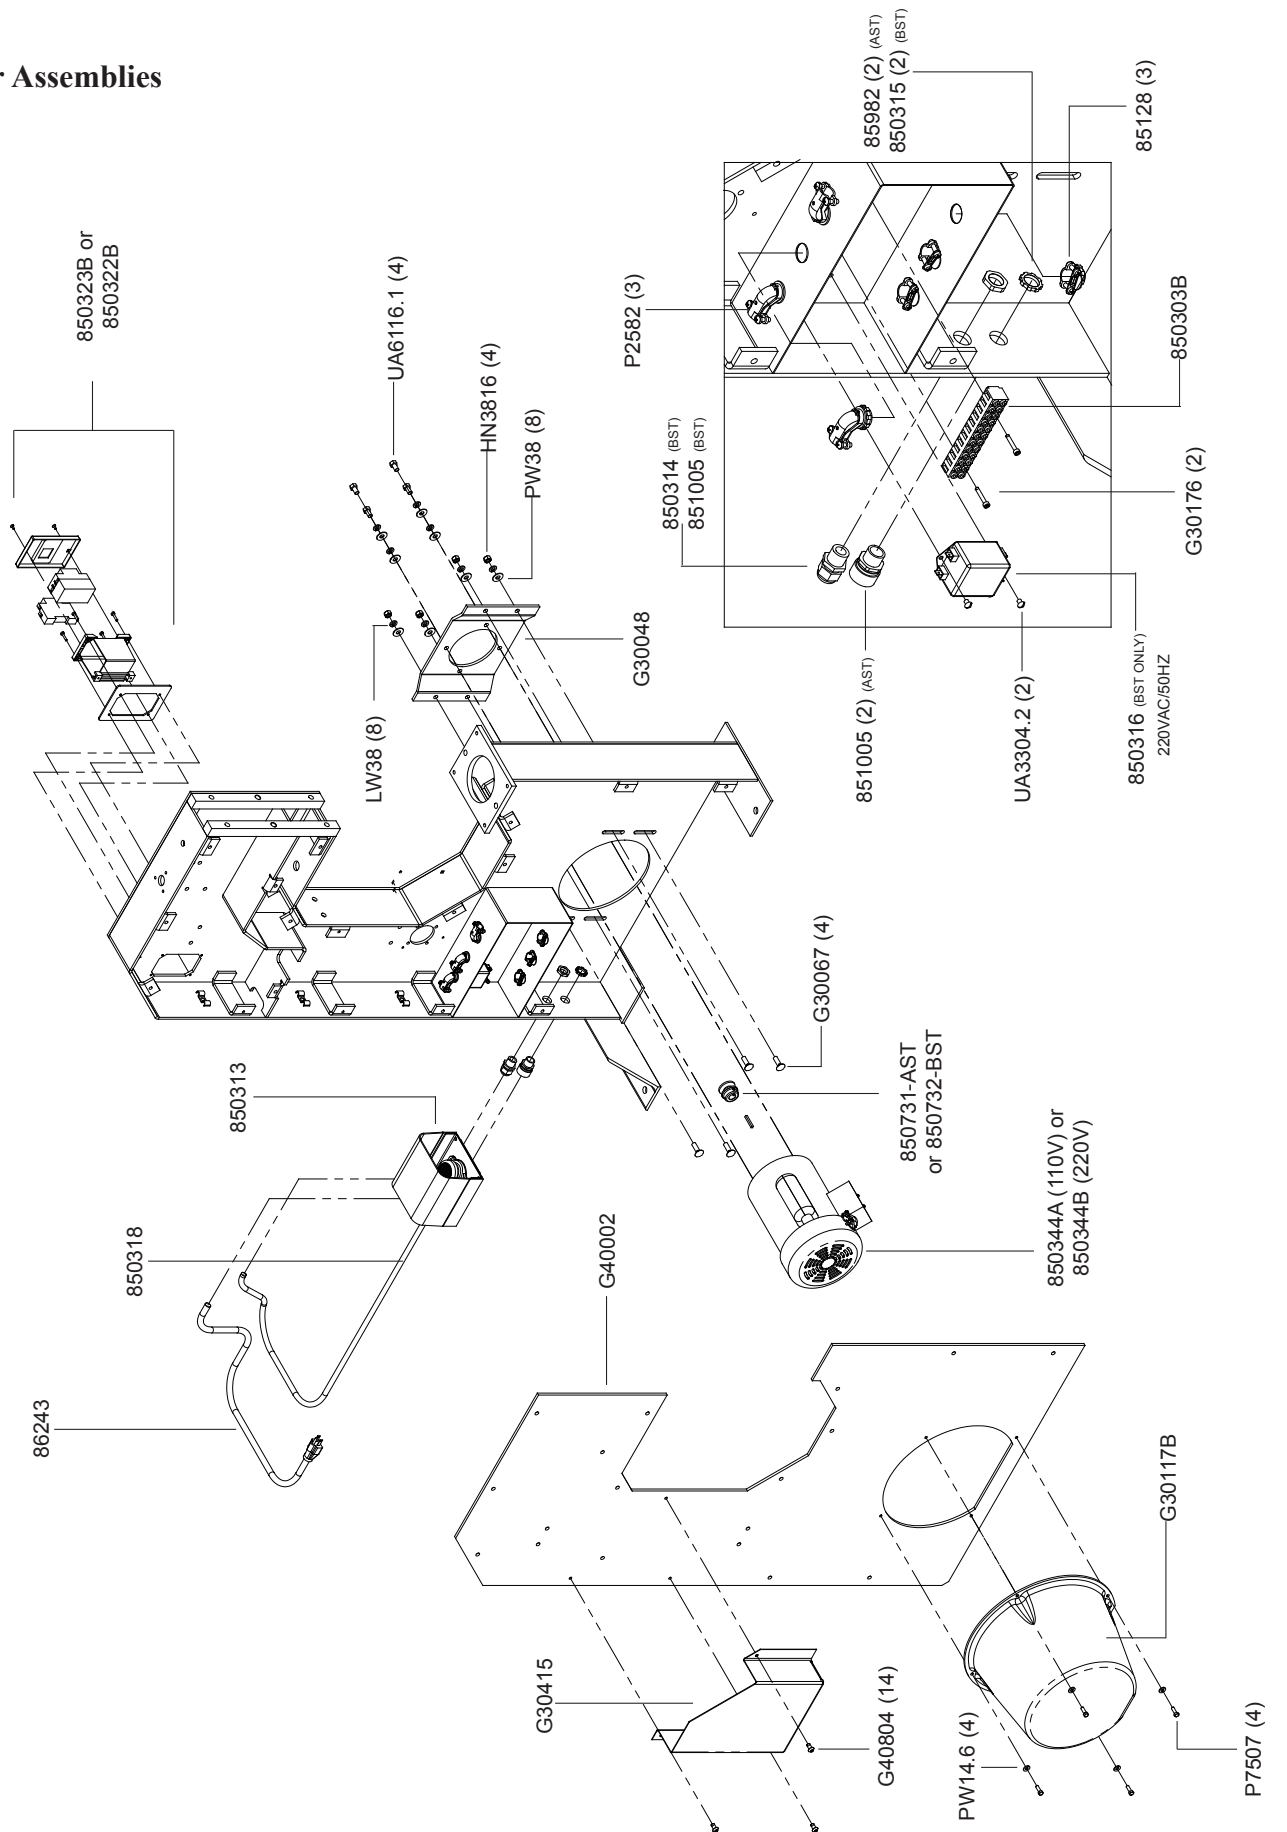 r Assemblies
850323B or
850322B
UA6116.1 (4)
HN3816 (4)
PW38 (8)
LW38 (8)
G30048
850313
850318
86243
G40002
G30067 (4)
850731-AST
or 850732-BST
850344A (110V) or
850344B (220V)
G30415
G40804 (14)
PW14.6 (4)
G30117B
P7507 (4)
85982 (2) (AST)
850315 (2) (BST)
85128 (3)
P2582 (3)
850314 (BST)
851005 (BST)
850303B
G30176 (2)
851005 (2) (AST)
UA3304.2 (2)
850316 (BST ONLY)
220VAC/50HZ